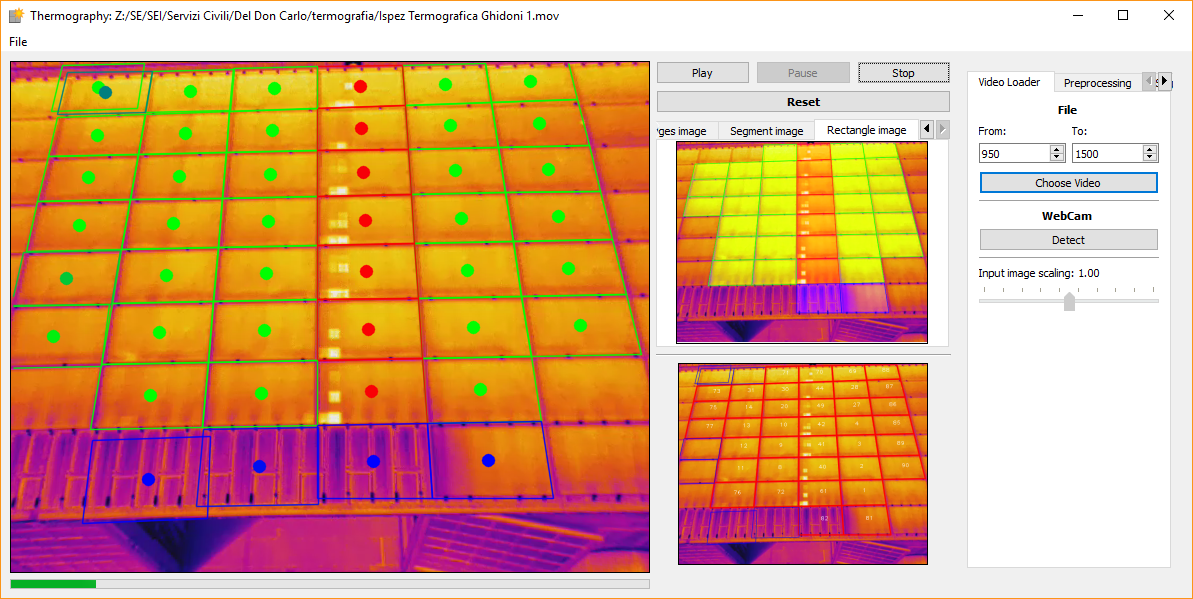 Thermography: Z:/SE/SEI/Servizi Civili/Del Don Carlo/termografia/Ispez Termografica Ghidoni 1.mov
File
Play
Pause
Stop
Reset
ges image
Segment image
Rectangle image
Video Loader
Preprocessing
File
From:
To:
950
1500
Choose Video
WebCam
Detect
Input image scaling: 1.00